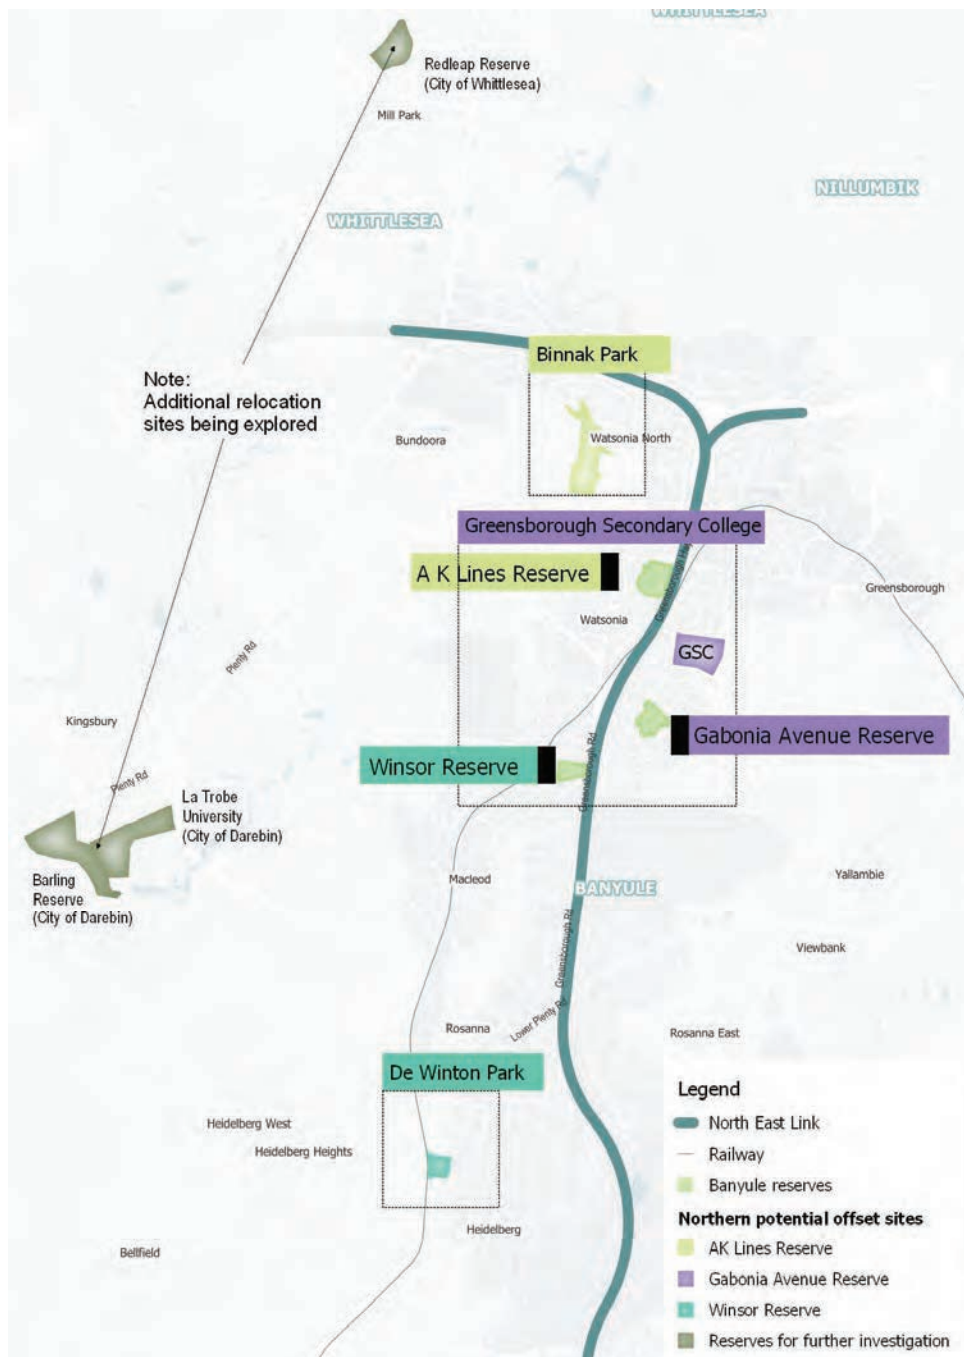 WHITTLESEA
Redleap Reserve
(City of Whittlesea)
Mill Park
NILLUMBIK
WHITTLESEA
Binnak Park
Note:
Additional relocation
sites being explored
Bundoora
Watsonia North
Greensborough Secondary College
A K Lines Reserve
Greensborough
Greensborough
Watsonia
GSC
Plenty Rd
Kingsbury
Gabonia Avenue Reserve
Winsor Reserve
Greensborough Rd
Plenty Rd
La Trobe
University
(City of Darebin)
Barling
Reserve
(City of Darebin)
Macleod
BANYULE
Yallambie
Greensborough Rd
Viewbank
Rosanna
Lower Plenty Rd
Rosanna East
De Winton Park
Heidelberg West
Heidelberg Heights
Heidelberg
Bellfield
Legend
North East Link
Railway
Banyule reserves
Northern potential offset sites
AK Lines Reserve
Gabonia Avenue Reserve
Winsor Reserve
Reserves for further investigation